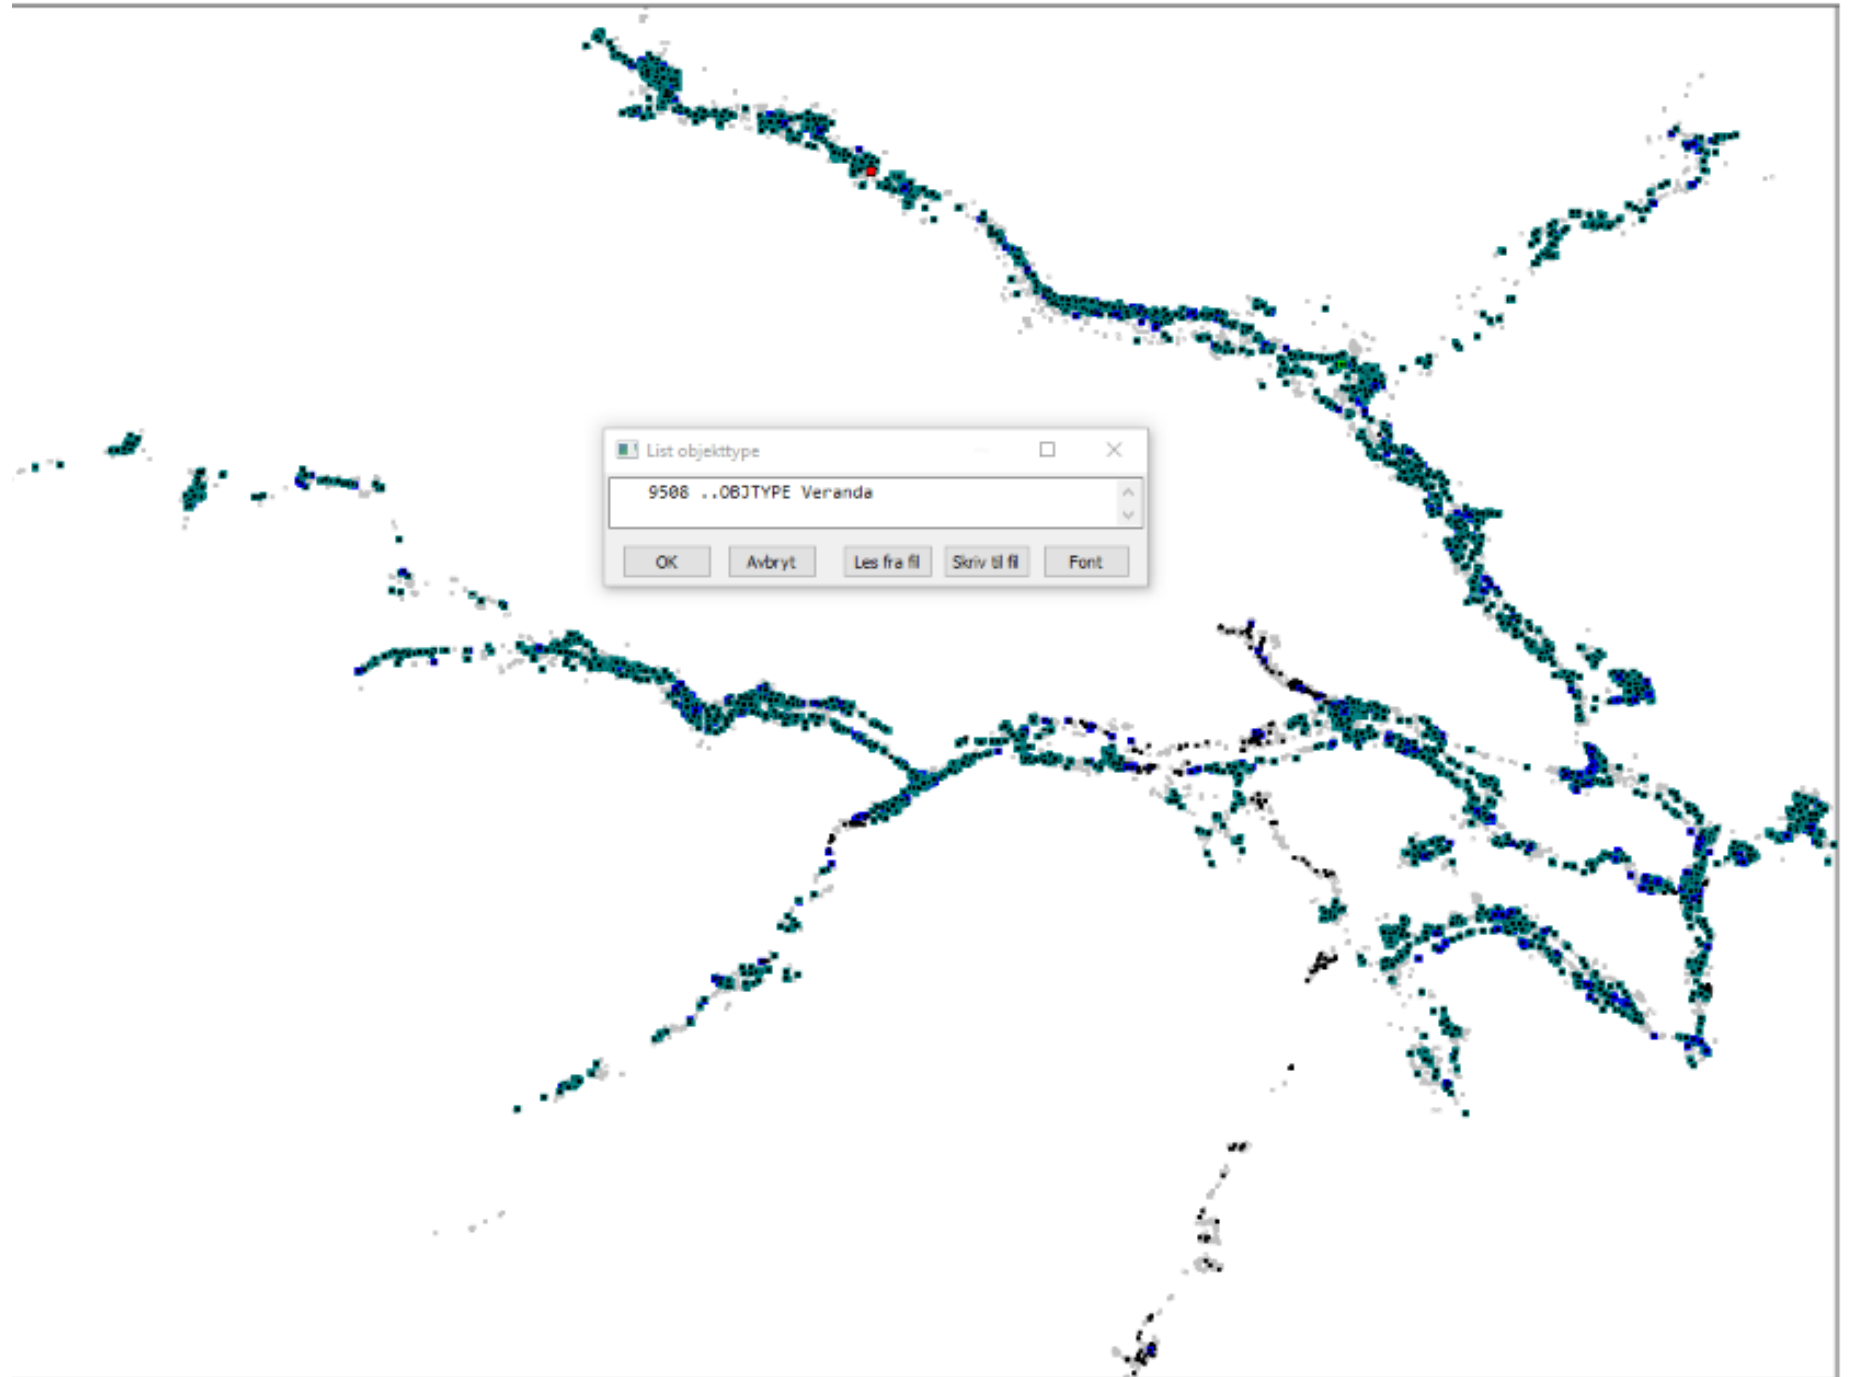 List objekttype
9508 ..OBJTYPE Veranda
OK Avbryt Les fra fil Skriv til fil Font